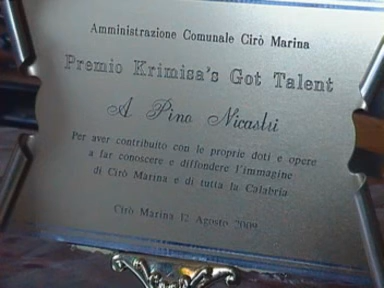 Amministrazione Comunale Cirò Marina
Premio Krimisa's Got Talent
A Pino Nicastri
Per aver contribuito con le proprie doti e opere
a far conoscere e diffondere l'immagine
di Cirò Marina e di tutta la Calabria
Cirò Marina 12 Agosto 2009